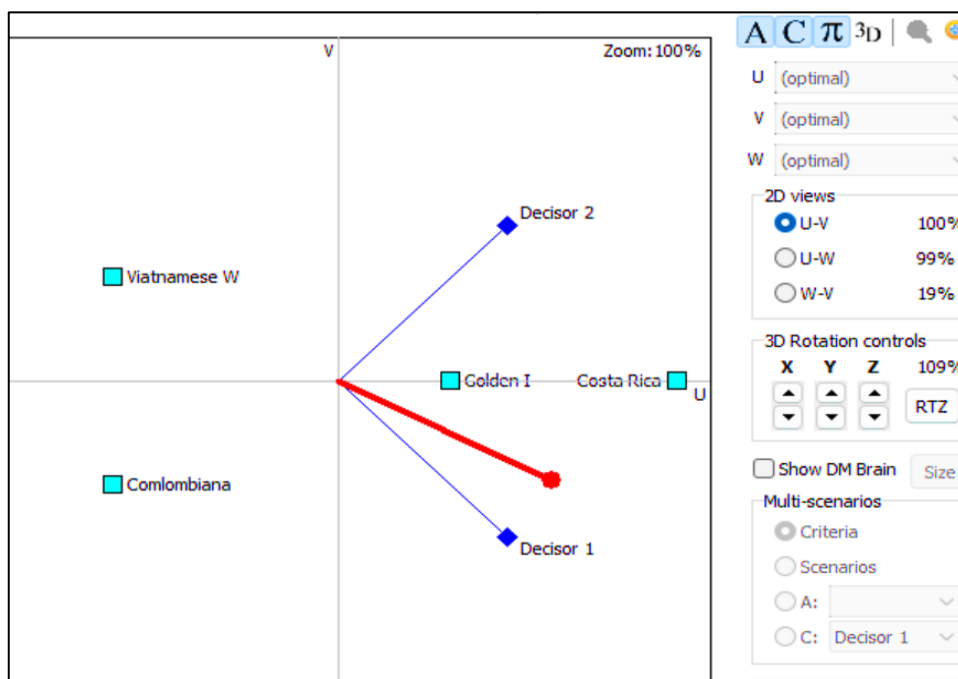 V
Zoom:100%
Decisor 2
Viatnamese W
Golden I
Costa Rica
U
Comlombiana
Decisor 1
A C π 3D
U (optimal)
V (optimal)
W (optimal)
2D views
U-V 100%
U-W 99%
W-V 19%
3D Rotation controls
X Y Z 109%
RTZ
Show DM Brain Size
Multi-scenarios
Criteria
Scenarios
A:
C: Decisor 1